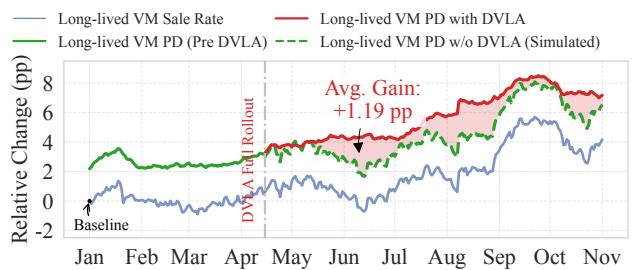 Long-lived VM Sale Rate
Long-lived VM PD with DVLA
Long-lived VM PD (Pre DVLA)
Long-lived VM PD w/o DVLA (Simulated)
Relative Change (pp)
8
6
4
2
0
-2
Avg. Gain:
+1.19 pp
DVLA Full Rollout
Baseline
Jan Feb Mar Apr May Jun Jul Aug Sep Oct Nov